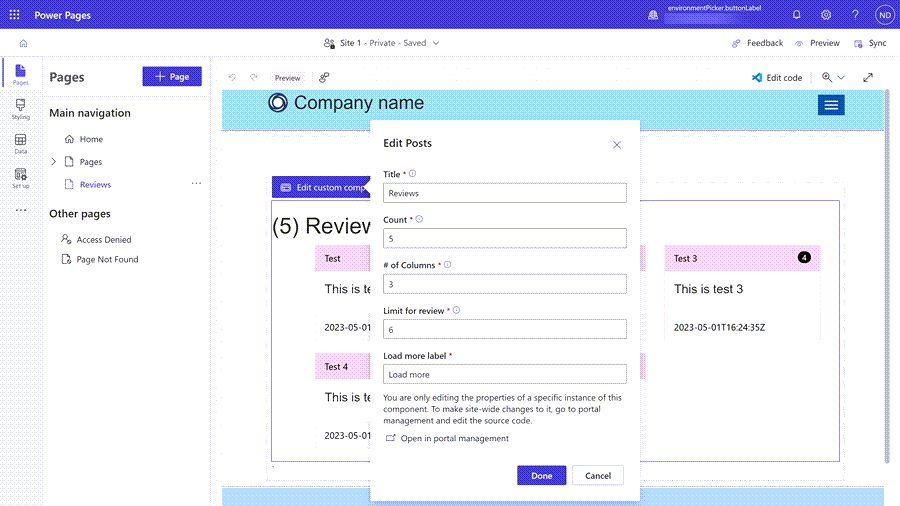 Power Pages
environmentPicker.buttonLabel
ND
Site 1 - Private - Saved
Feedback
Preview
Sync
Pages
Styling
Data
Set up
Pages
+ Page
Main navigation
Home
Pages
Reviews
Other pages
Access Denied
Page Not Found
Preview
Edit code
Company name
Edit custom comp
(5) Review
Test
This is te
2023-05-01
Test 3
4
This is test 3
2023-05-01T16:24:35Z
Test 4
This is te
2023-05-01
Edit Posts
Title *
Reviews
Count *
5
# of Columns *
3
Limit for review *
6
Load more label *
Load more
You are only editing the properties of a specific instance of this
component. To make site-wide changes to it, go to portal
management and edit the source code.
Open in portal management
Done
Cancel